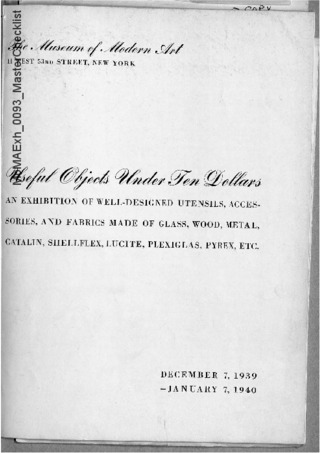 COPY
The Museum of Modern Art
11 WEST 53RD STREET, NEW YORK
MoMAExh_0093_MasterChecklist
Useful Objects Under Ten Dollars
AN EXHIBITION OF WELL-DESIGNED UTENSILS, ACCES-
SORIES, AND FABRICS MADE OF GLASS, WOOD, METAL,
CATALIN, SHELLFLEX, LUCITE, PLEXIGLAS, PYREX, ETC.
DECEMBER 7, 1939
–JANUARY 7, 1940